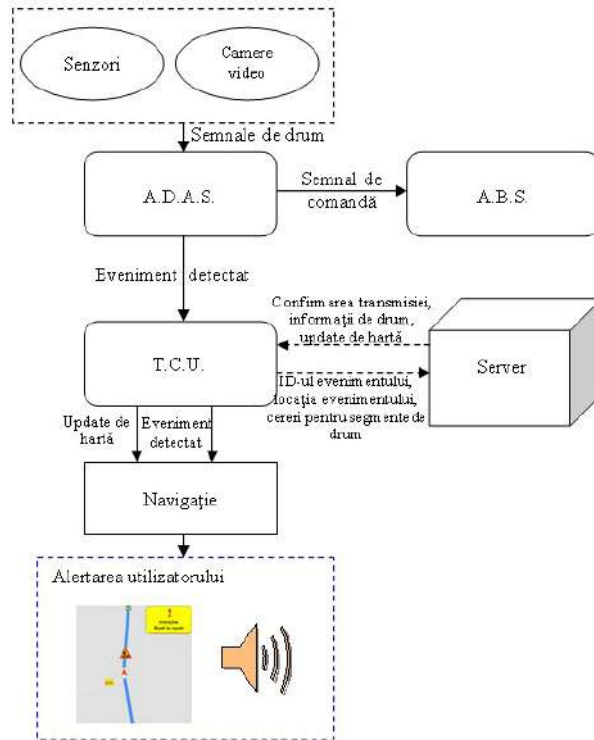 Senzori
Camere
video
Semnale de drum
A.D.A.S.
Semnal de
comandă
A.B.S.
Eveniment detectat
Confirmarea transmisiei,
informații de drum,
update de hartă
T.C.U.
Server
ID-ul evenimentului,
locația evenimentului,
cereri pentru segmente de
drum
Update de
hartă
Eveniment
detectat
Navigație
Alertarea utilizatorului